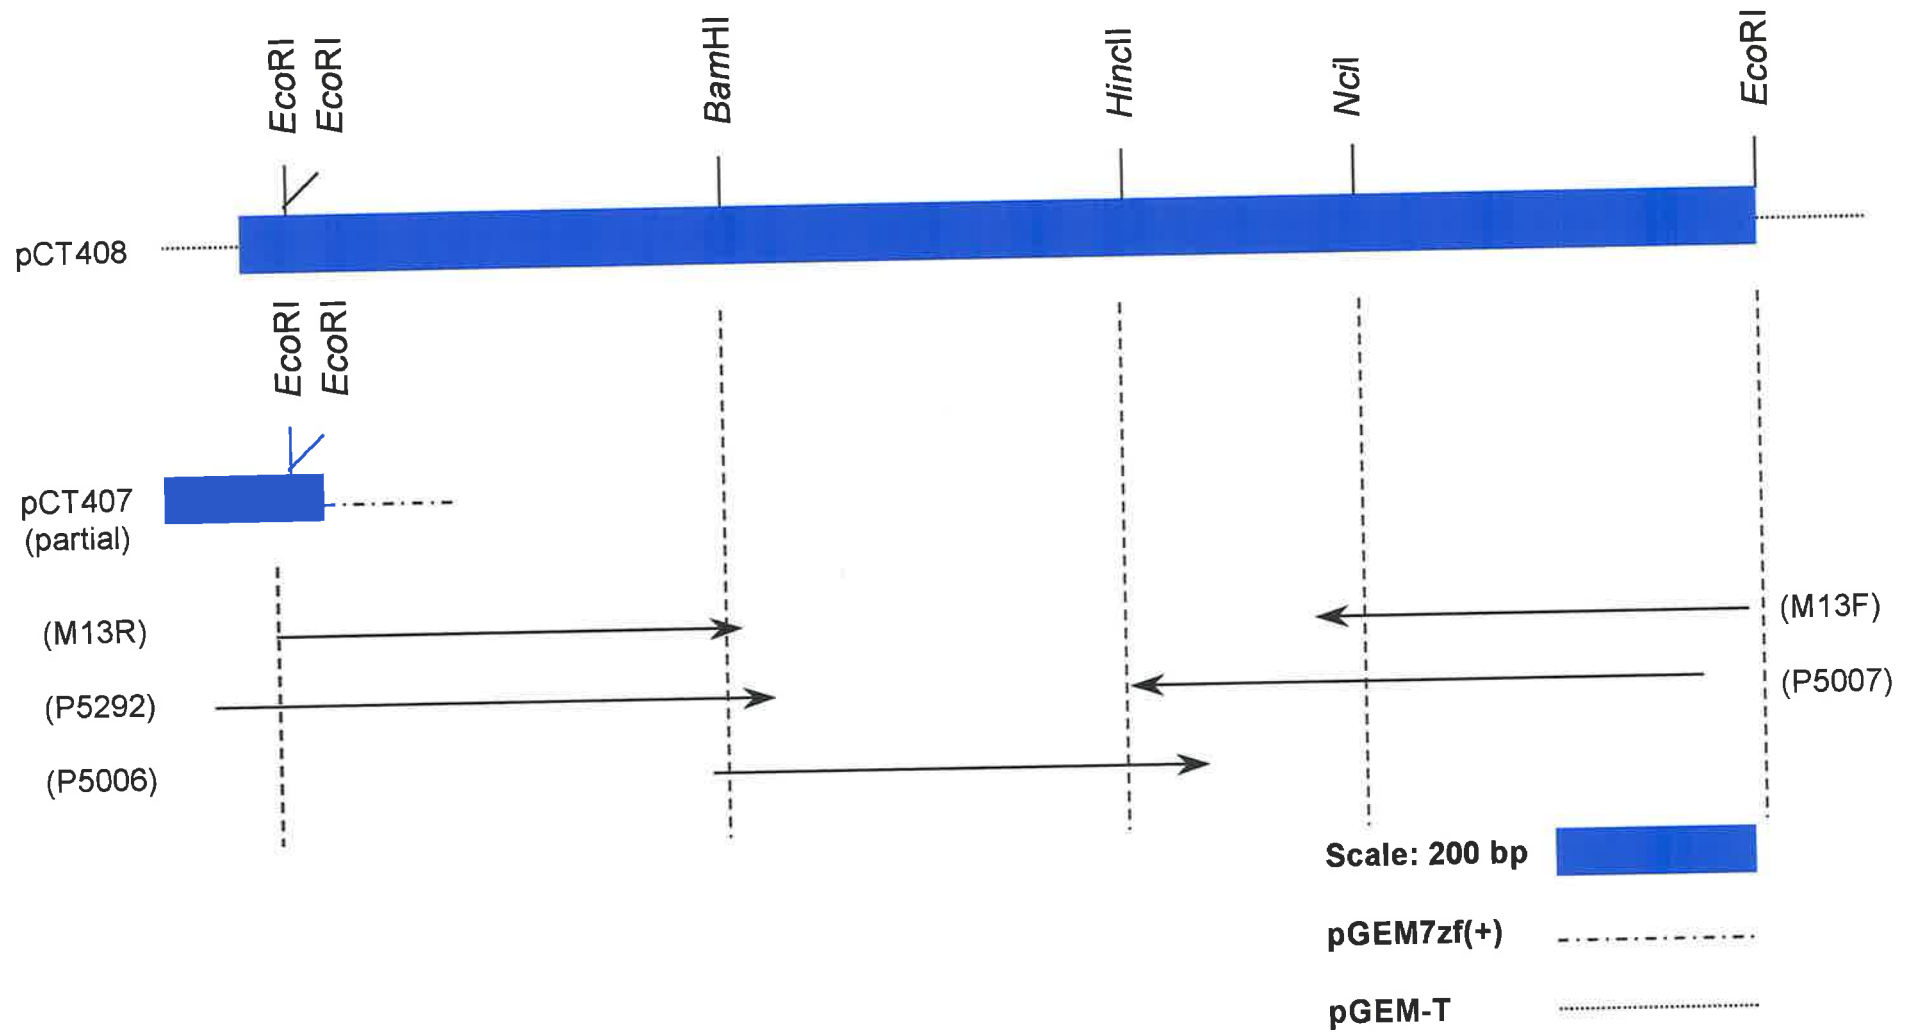 EcoRI
EcoRI
BamHI
HincII
NciI
EcoRI
pCT408
EcoRI
EcoRI
pCT407
(partial)
(M13R)
(M13F)
(P5292)
(P5007)
(P5006)
Scale: 200 bp
pGEM7zf(+)
pGEM-T